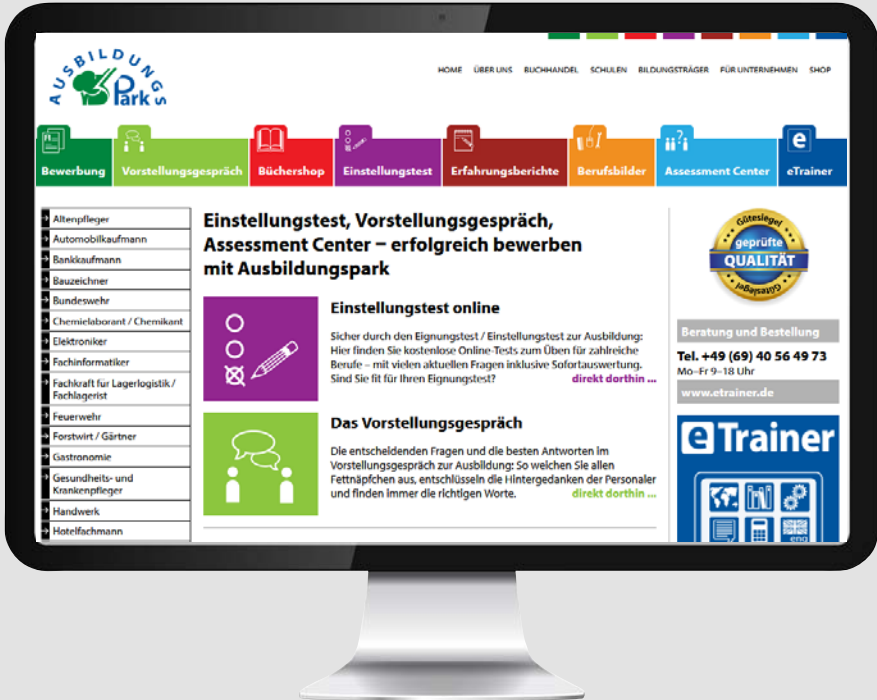 AUSBILDUNGS
Park
HOME ÜBER UNS BUCHHANDEL SCHULEN BILDUNGSTRÄGER FÜR UNTERNEHMEN SHOP
Bewerbung Vorstellungsgespräch Büchershop Einstellungstest Erfahrungsberichte Berufsbilder Assessment Center eTrainer
Altenpfleger
Automobilkaufmann
Bankkaufmann
Bauzeichner
Bundeswehr
Chemielaborant / Chemikant
Elektroniker
Fachinformatiker
Fachkraft für Lagerlogistik /
Fachlagerist
Feuerwehr
Forstwirt / Gärtner
Gastronomie
Gesundheits- und
Krankenpfleger
Handwerk
Hotelfachmann
Einstellungstest, Vorstellungsgespräch,
Assessment Center – erfolgreich bewerben
mit Ausbildungspark
Einstellungstest online
Sicher durch den Eignungstest / Einstellungstest zur Ausbildung:
Hier finden Sie kostenlose Online-Tests zum Üben für zahlreiche
Berufe – mit vielen aktuellen Fragen inklusive Sofortauswertung.
Sind Sie fit für Ihren Eignungstest? direkt dorthin ...
Das Vorstellungsgespräch
Die entscheidenden Fragen und die besten Antworten im
Vorstellungsgespräch zur Ausbildung: So weichen Sie allen
Fettnäpfchen aus, entschlüsseln die Hintergedanken der Personaler
und finden immer die richtigen Worte. direkt dorthin ...
Gütesiegel
geprüfte
QUALITÄT
Gütesiegel
Beratung und Bestellung
Tel. +49 (69) 40 56 49 73
Mo–Fr 9–18 Uhr
www.etrainer.de
e Trainer
eng